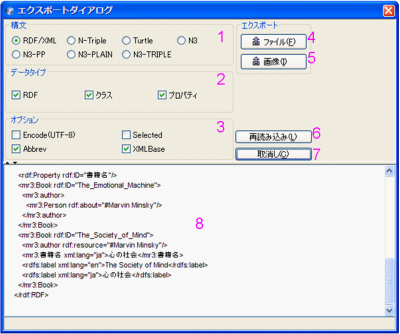 エクスポートダイアログ
構文
RDF/XML N-Triple Turtle N3
N3-PP N3-PLAIN N3-TRIPLE
1
エクスポート
ファイル(F) 4
画像(I) 5
データタイプ
2
RDF クラス プロパティ
オプション
3
Encode(UTF-8) Selected
Abbrev XMLBase
再読み込み(L) 6
取消し(C) 7
<rdf:Property rdf:ID="書籍名"/>
<mr3:Book rdf:ID="The_Emotional_Machine">
<mr3:author>
<mr3:Person rdf:about="#Marvin Minsky"/>
<mr3:author>
</mr3:Book>
<mr3:Book rdf:ID="The_Society_of_Mind">
<mr3:author rdf:resource="#Marvin Minsky"/>
<mr3:書籍名 xml:lang="ja">心の社会</mr3:書籍名>
<rdfs:label xml:lang="en">The Society of Mind</rdfs:label>
<rdfs:label xml:lang="ja">心の社会</rdfs:label>
</mr3:Book>
</rdf:RDF>
8